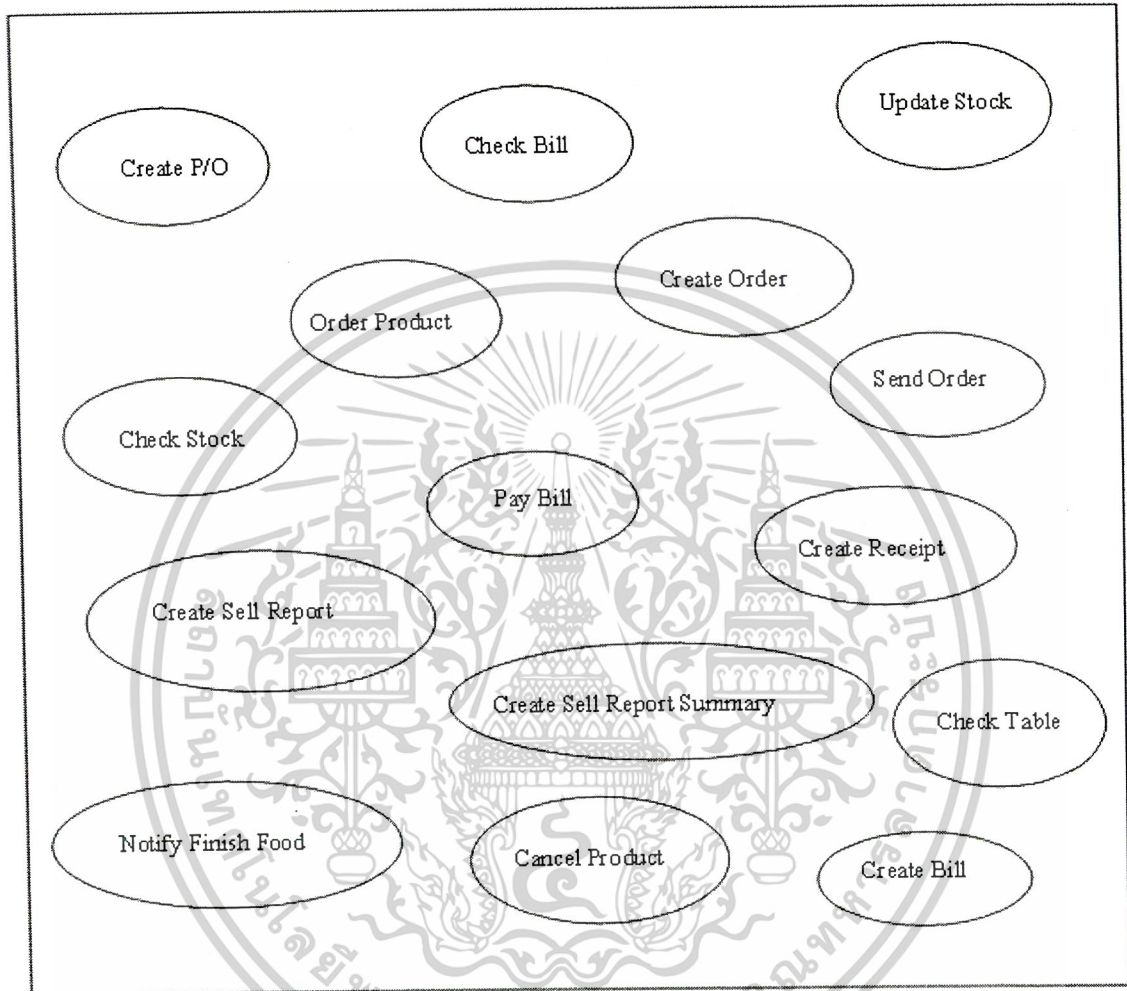 Update Stock
Check Bill
Create P/O
Create Order
Order Product
Send Order
Check Stock
Pay Bill
Create Receipt
Create Sell Report
Create Sell Report Summary
Check Table
Notify Finish Food
Cancel Product
Create Bill